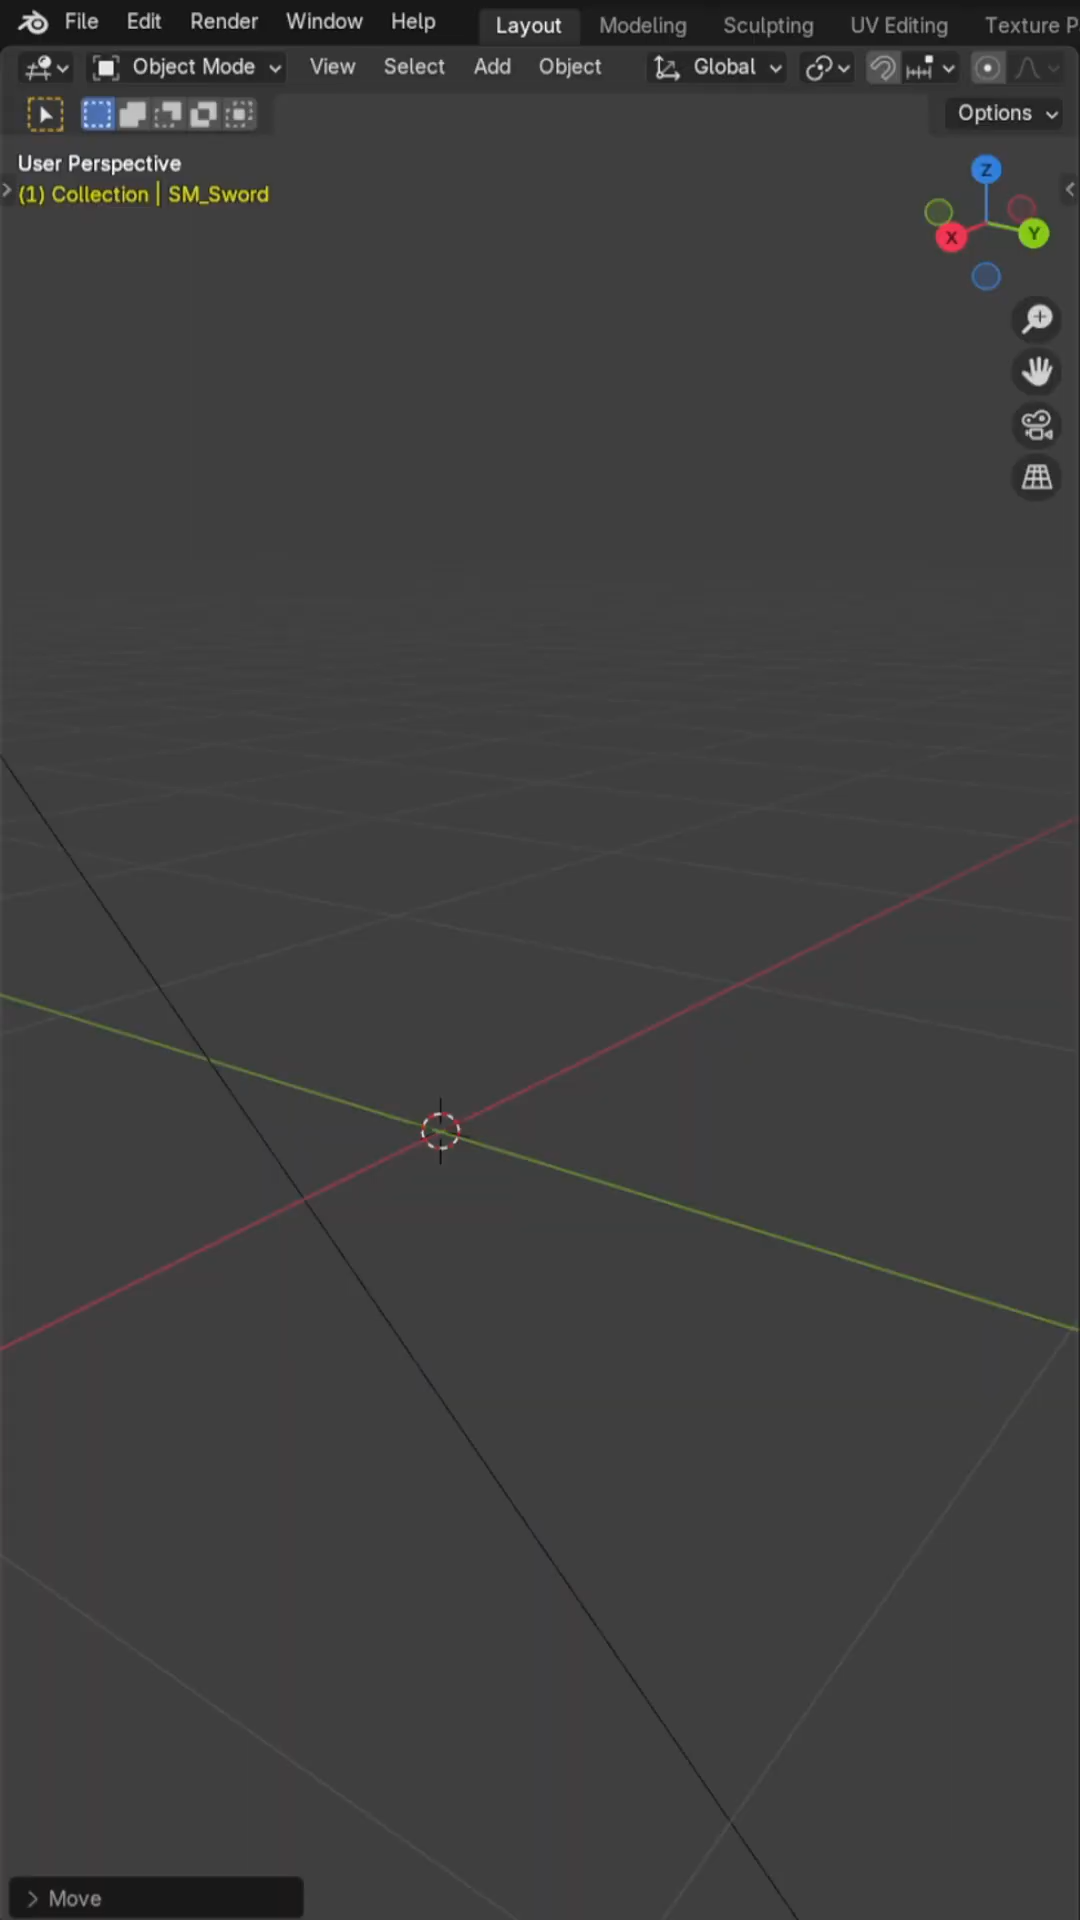 File Edit Render Window Help Layout Modeling Sculpting UV Editing Texture P
Object Mode View Select Add Object Global
Options
User Perspective
(1) Collection | SM_Sword
Z
X Y
Move